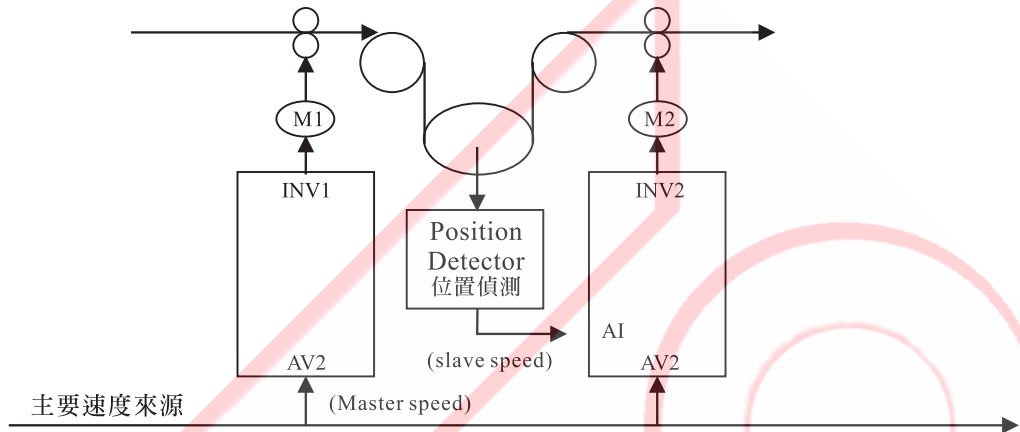 M1
M2
INV1
INV2
Position
Detector
位置偵測
AI
(slave speed)
AV2
AV2
主要速度來源
(Master speed)